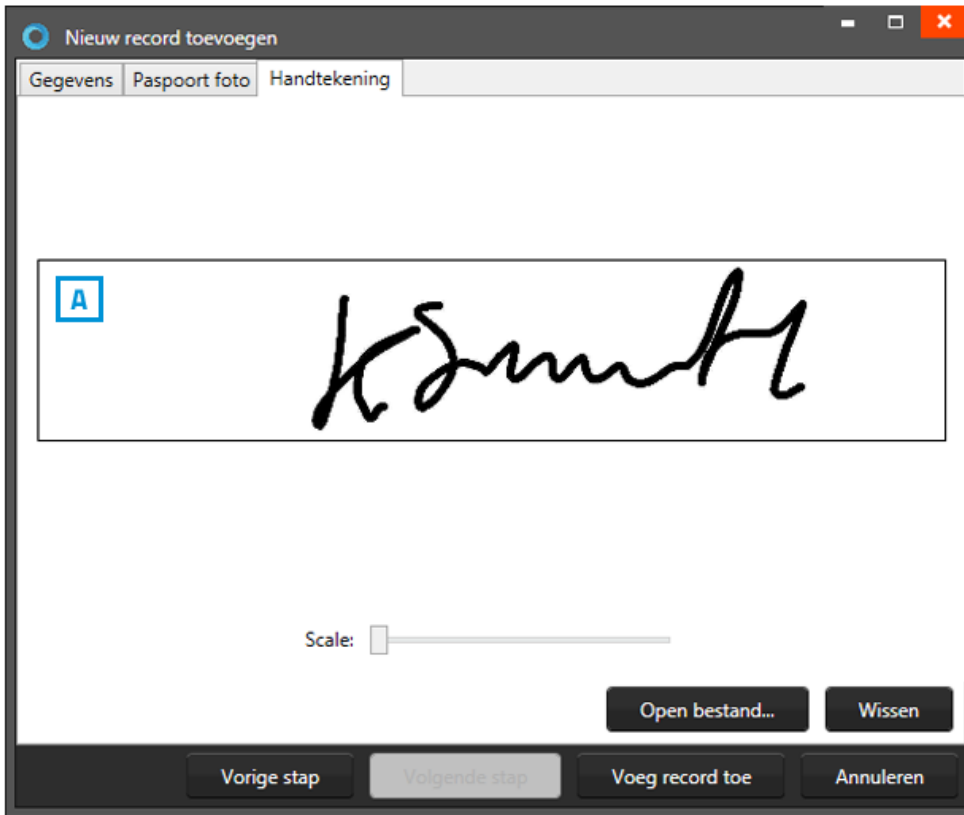 Nieuw record toevoegen
Gegevens Paspoort foto Handtekening
A
Scale:
Open bestand... Wissen
Vorige stap Volgende stap Voeg record toe Annuleren